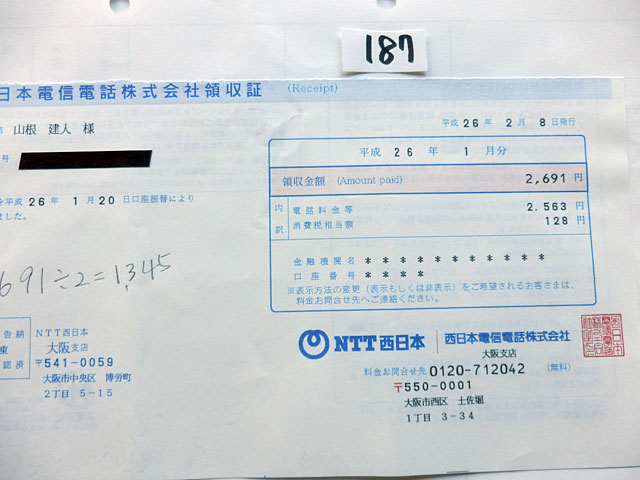 187
日本電信電話株式会社領収証 (Receipt)
山根 建人 様
平成 26 年 2 月 8 日発行
号
平成 26 年 1 月分
領収金額 (Amount paid) 2,691 円
平成 26 年 1 月 20 日口座振替により
ました。
内訳 電話料金等 2,563 円
消費税相当額 128 円
691÷2=1345
金融機関名 * * * * * * * * * * *
口座番号 * * * *
※表示方法の変更(表示もしくは非表示)をご希望されるお客さまは、
料金お問合せ先へご連絡ください。
告納
東
認済
NTT西日本
大阪支店
〒541-0059
大阪市中央区 博労町
2丁目 5-15
NTT西日本 西日本電信電話株式会社
大阪支店
料金お問合せ先 0120-712042 (無料)
〒550-0001
大阪市西区 土佐堀
1丁目 3-34